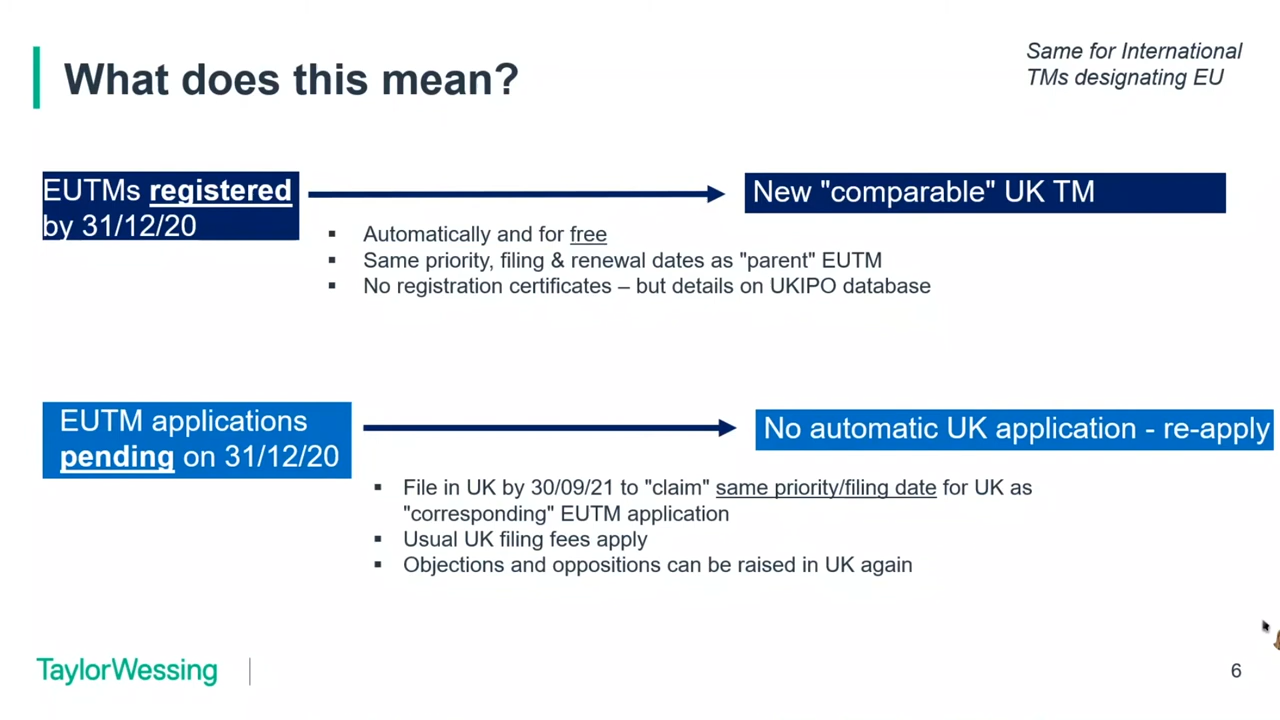 What does this mean?
Same for International
TMs designating EU
EUTMs registered
by 31/12/20
New "comparable" UK TM
▪ Automatically and for free
▪ Same priority, filing & renewal dates as "parent" EUTM
▪ No registration certificates – but details on UKIPO database
EUTM applications
pending on 31/12/20
No automatic UK application - re-apply
▪ File in UK by 30/09/21 to "claim" same priority/filing date for UK as
"corresponding" EUTM application
▪ Usual UK filing fees apply
▪ Objections and oppositions can be raised in UK again
TaylorWessing
6